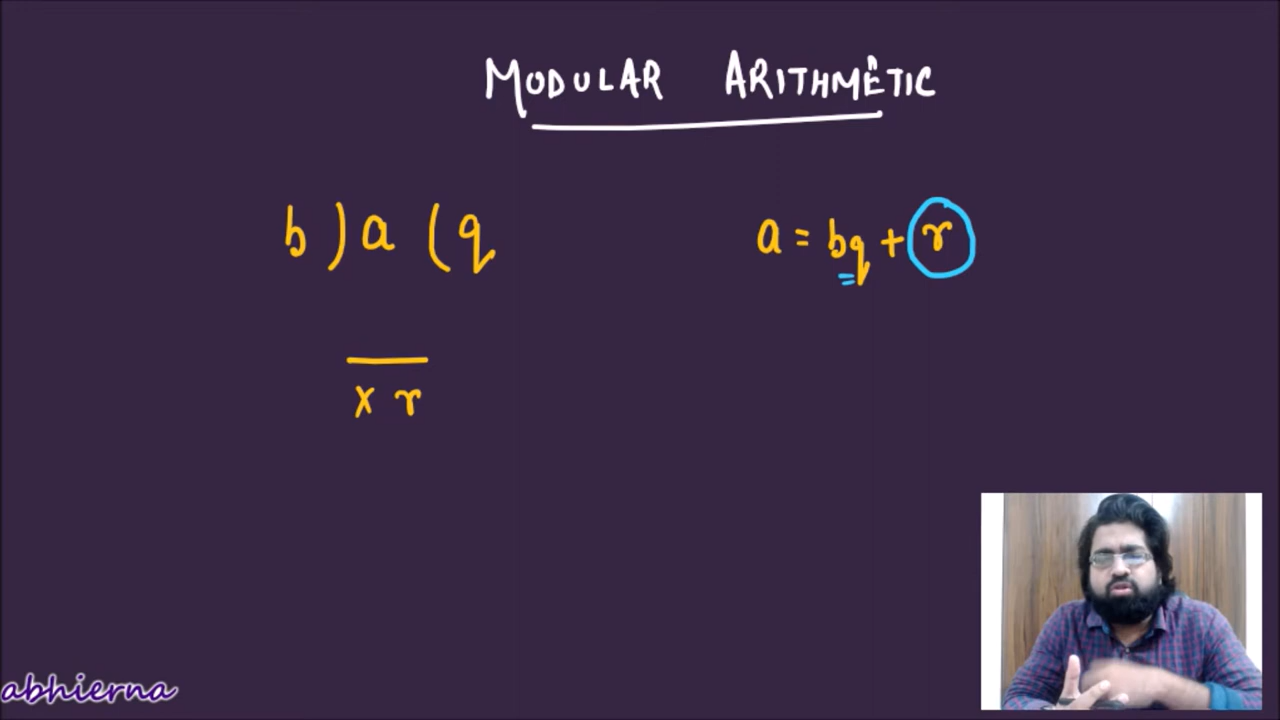 MODULAR ARITHMETIC
b ) a ( q
a = bq + r
x r
abhierna